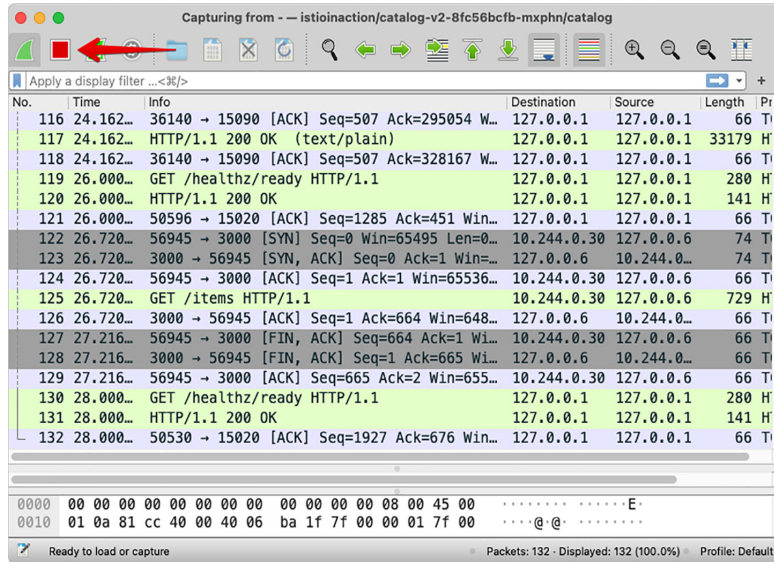 Capturing from - — istioinaction/catalog-v2-8fc56bcfb-mxphn/catalog
Apply a display filter ...<⌘/>
No. Time Info Destination Source Length
116 24.162… 36140 → 15090 [ACK] Seq=507 Ack=295054 W… 127.0.0.1 127.0.0.1 66
117 24.162… HTTP/1.1 200 OK (text/plain) 127.0.0.1 127.0.0.1 33179
118 24.162… 36140 → 15090 [ACK] Seq=507 Ack=328167 W… 127.0.0.1 127.0.0.1 66
119 26.000… GET /healthz/ready HTTP/1.1 127.0.0.1 127.0.0.1 280
120 26.000… HTTP/1.1 200 OK 127.0.0.1 127.0.0.1 141
121 26.000… 50596 → 15020 [ACK] Seq=1285 Ack=451 Win… 127.0.0.1 127.0.0.1 66
122 26.720… 56945 → 3000 [SYN] Seq=0 Win=65495 Len=0… 10.244.0.30 127.0.0.6 74
123 26.720… 3000 → 56945 [SYN, ACK] Seq=0 Ack=1 Win=… 127.0.0.6 10.244.0… 74
124 26.720… 56945 → 3000 [ACK] Seq=1 Ack=1 Win=65536… 10.244.0.30 127.0.0.6 66
125 26.720… GET /items HTTP/1.1 10.244.0.30 127.0.0.6 729
126 26.720… 3000 → 56945 [ACK] Seq=1 Ack=664 Win=648… 127.0.0.6 10.244.0… 66
127 27.216… 56945 → 3000 [FIN, ACK] Seq=664 Ack=1 Wi… 10.244.0.30 127.0.0.6 66
128 27.216… 3000 → 56945 [FIN, ACK] Seq=1 Ack=665 Wi… 127.0.0.6 10.244.0… 66
129 27.216… 56945 → 3000 [ACK] Seq=665 Ack=2 Win=655… 10.244.0.30 127.0.0.6 66
130 28.000… GET /healthz/ready HTTP/1.1 127.0.0.1 127.0.0.1 280
131 28.000… HTTP/1.1 200 OK 127.0.0.1 127.0.0.1 141
132 28.000… 50530 → 15020 [ACK] Seq=1927 Ack=676 Win… 127.0.0.1 127.0.0.1 66
0000 00 00 00 00 00 00 00 00 00 00 00 00 08 00 45 00 ········ ······E·
0010 01 0a 81 cc 40 00 40 06 ba 1f 7f 00 00 01 7f 00 ····@·@· ········
Ready to load or capture Packets: 132 · Displayed: 132 (100.0%) Profile: Default